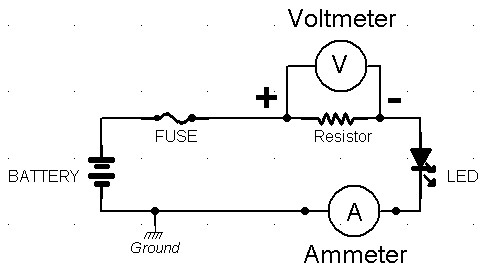 Voltmeter
V
+ -
FUSE
Resistor
BATTERY
LED
A
Ground
Ammeter